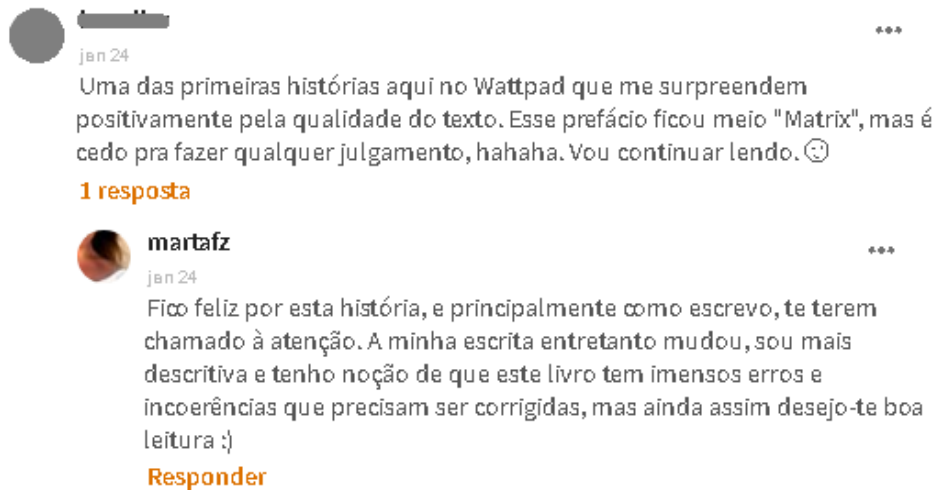 jan 24
Uma das primeiras histórias aqui no Wattpad que me surpreendem
positivamente pela qualidade do texto. Esse prefácio ficou meio "Matrix", mas é
cedo pra fazer qualquer julgamento, hahaha. Vou continuar lendo. 🙂
1 resposta
martafz
jan 24
Fico feliz por esta história, e principalmente como escrevo, te terem
chamado à atenção. A minha escrita entretanto mudou, sou mais
descritiva e tenho noção de que este livro tem imensos erros e
incoerências que precisam ser corrigidas, mas ainda assim desejo-te boa
leitura :)
Responder